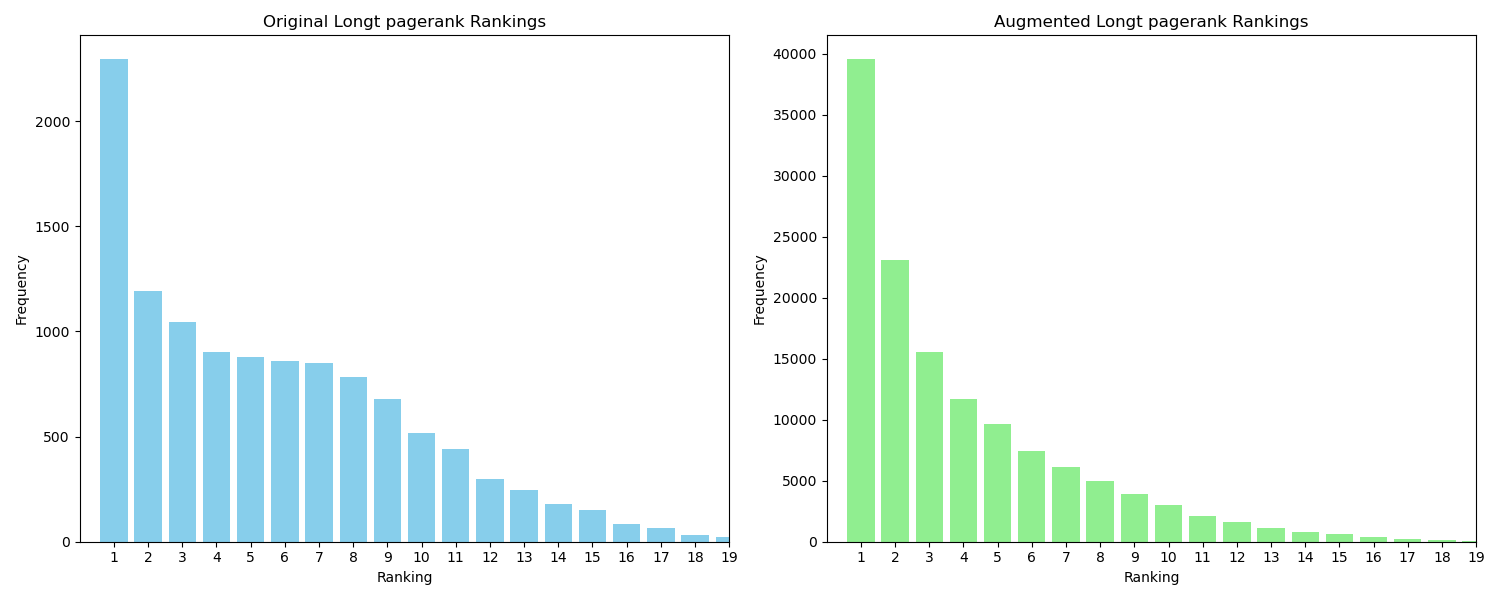 Original Longt pagerank Rankings
Frequency
2000
1500
1000
500
0
1 2 3 4 5 6 7 8 9 10 11 12 13 14 15 16 17 18 19
Ranking
Augmented Longt pagerank Rankings
Frequency
40000
35000
30000
25000
20000
15000
10000
5000
0
1 2 3 4 5 6 7 8 9 10 11 12 13 14 15 16 17 18 19
Ranking